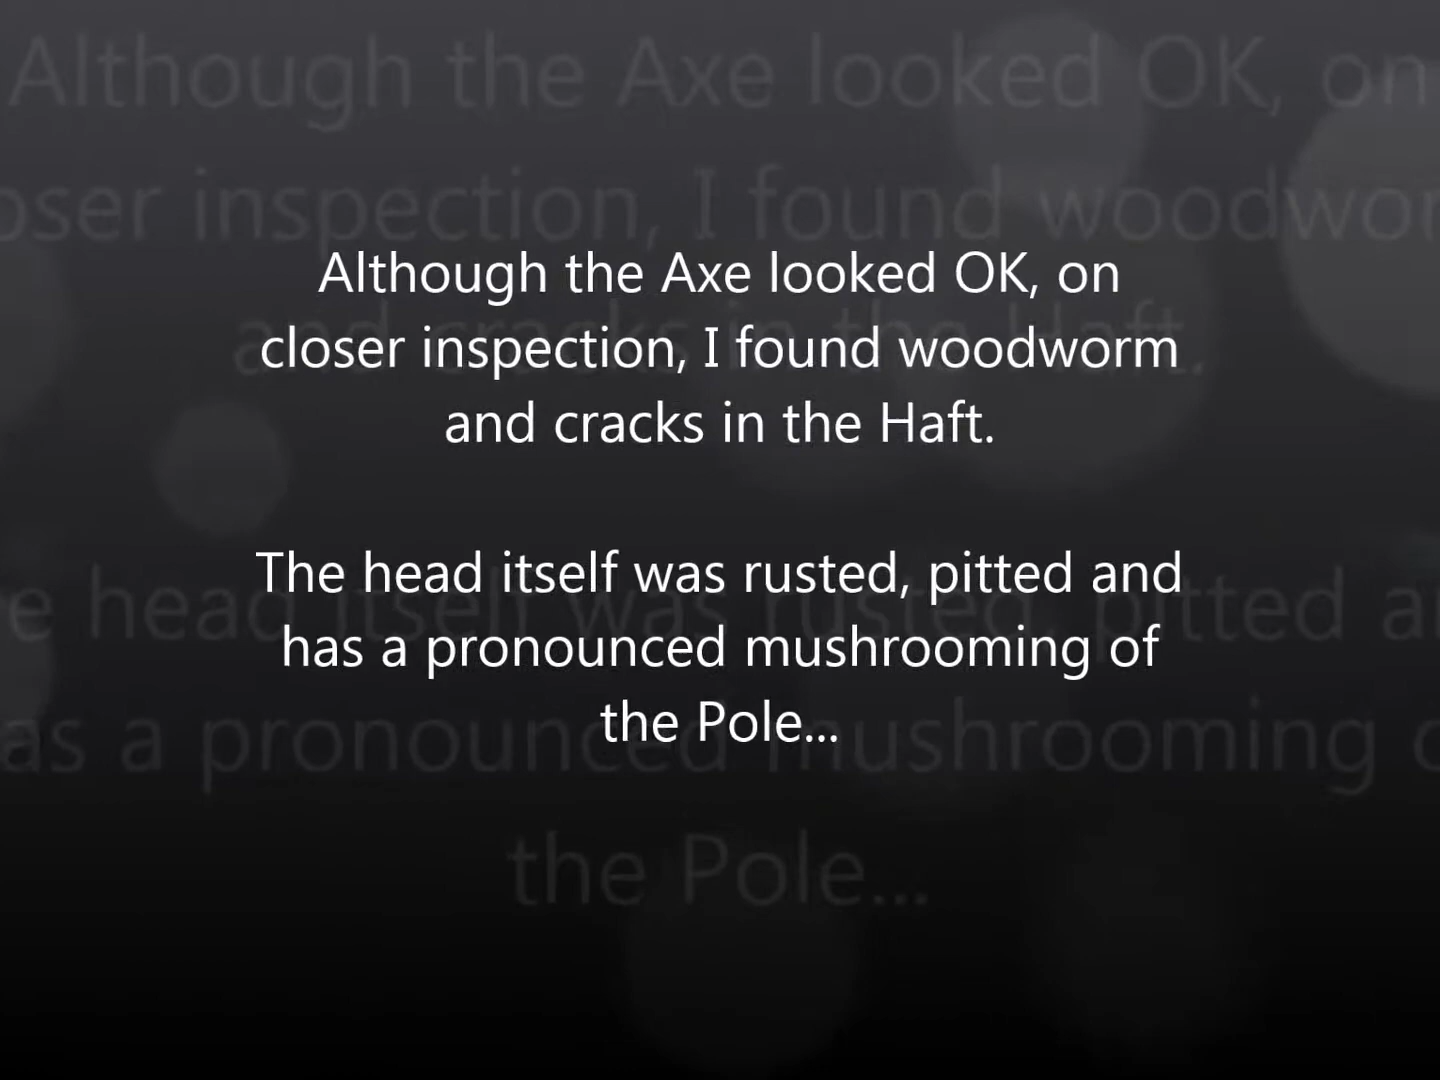 Although the Axe looked OK, on
closer inspection, I found woodworm
and cracks in the Haft.
The head itself was rusted, pitted and
has a pronounced mushrooming of
the Pole...